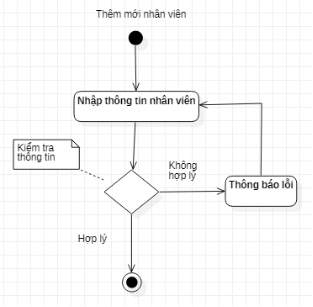 Thêm mới nhân viên
Nhập thông tin nhân viên
Kiểm tra
thông tin
Không
hợp lý
Thông báo lỗi
Hợp lý